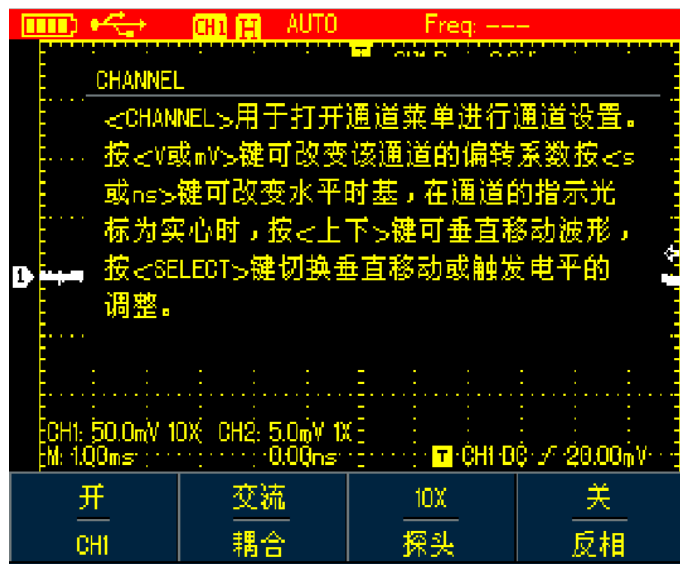 CH1 H AUTO Freq: ---
CHANNEL
<CHANNEL>用于打开通道菜单进行通道设置。
按<V或mV>键可改变该通道的偏转系数按<s
或ns>键可改变水平时基，在通道的指示光
标为实心时，按<上下>键可垂直移动波形，
按<SELECT>键切换垂直移动或触发电平的
调整。
1
CH1: 50.0mV 10X CH2: 5.0mV 1X
M: 1.00ms 0.00ns T CH1 DC 20.00mV
开 交流 10X 关
CH1 耦合 探头 反相